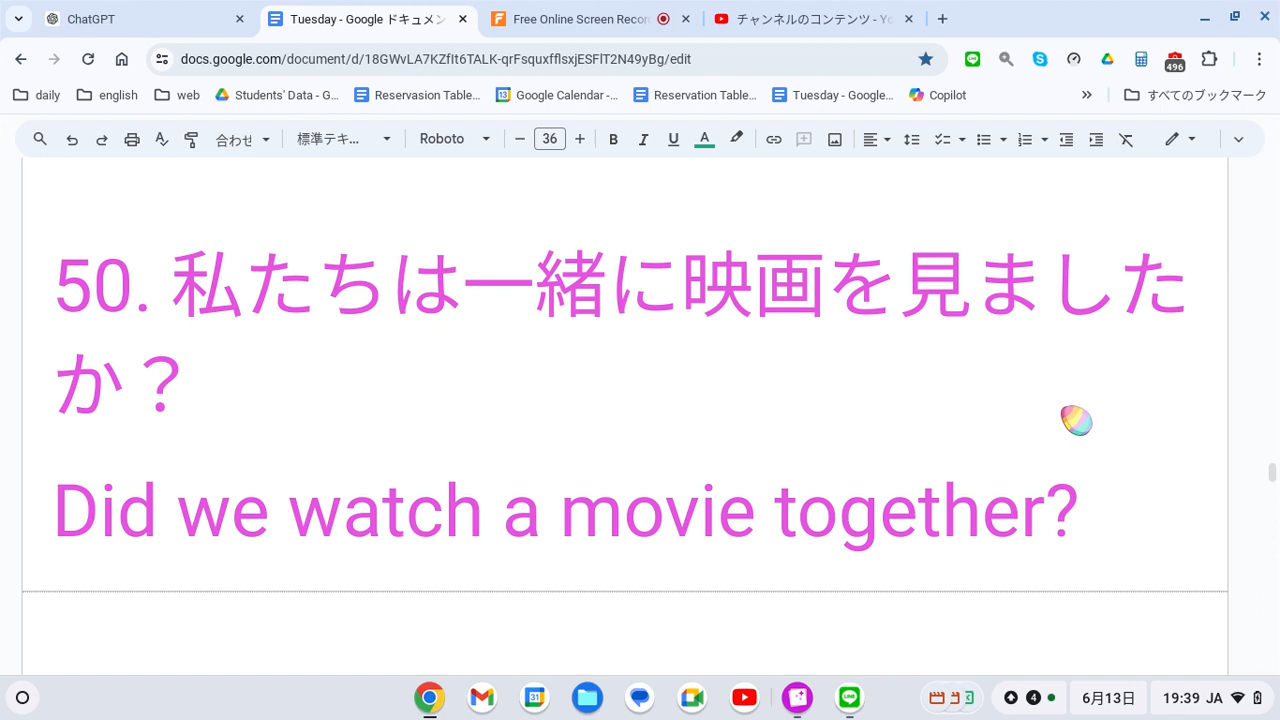 ChatGPT
Tuesday - Google ドキュメン
Free Online Screen Recor
チャンネルのコンテンツ - Yo
docs.google.com/document/d/18GWv1A7KZfIt6TALK-qrFsquxfflsxjESFlT2N49yBg/edit
496
daily
english
web
Students' Data - G...
Reservasion Table...
Google Calendar -...
Reservation Table...
Tuesday - Google...
Copilot
すべてのブックマーク
合わせ
標準テキ...
Roboto
36
50. 私たちは一緒に映画を見ました
か？
Did we watch a movie together?
4
6月13日
19:39 JA